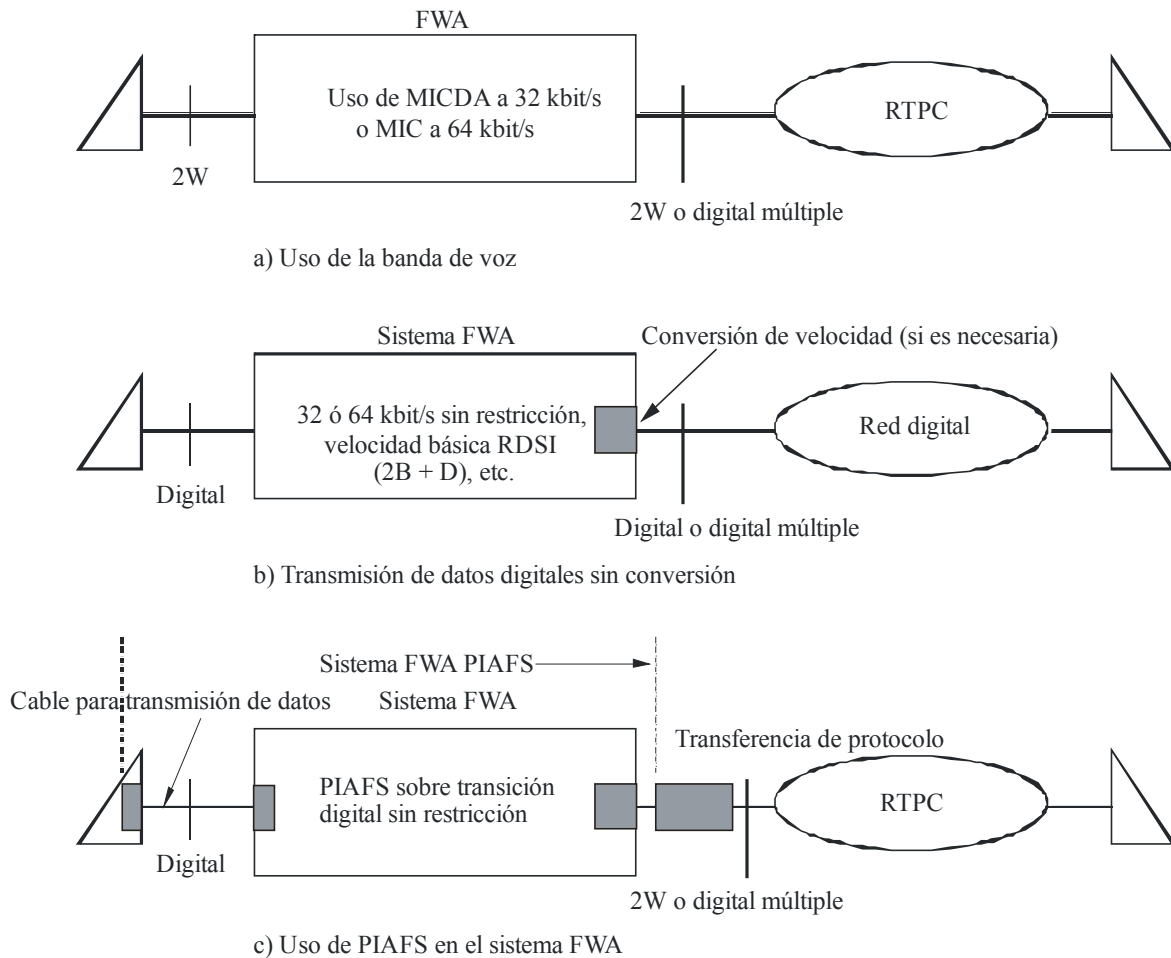 FWA
Uso de MICDA a 32 kbit/s
o MIC a 64 kbit/s
RTPC
2W
2W o digital múltiple
a) Uso de la banda de voz
Sistema FWA
Conversión de velocidad (si es necesaria)
32 ó 64 kbit/s sin restricción,
velocidad básica RDSI
(2B + D), etc.
Red digital
Digital
Digital o digital múltiple
b) Transmisión de datos digitales sin conversión
Sistema FWA PIAFS
Cable para transmisión de datos
Sistema FWA
Transferencia de protocolo
PIAFS sobre transición
digital sin restricción
RTPC
Digital
2W o digital múltiple
c) Uso de PIAFS en el sistema FWA